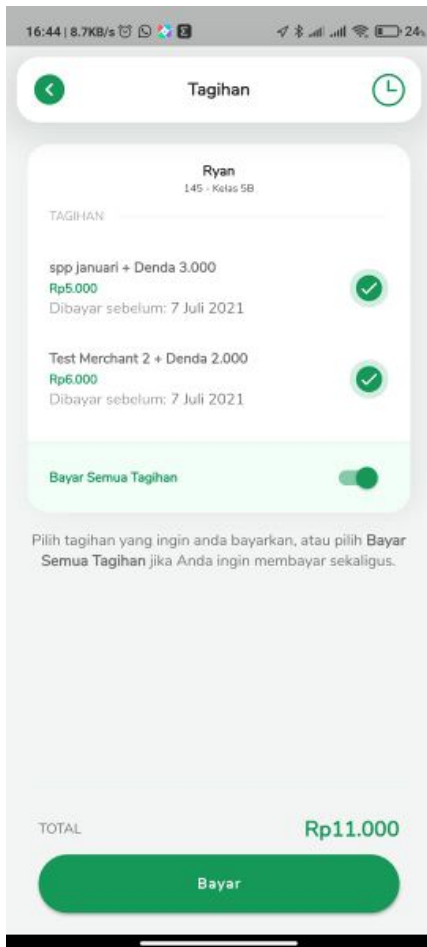 16:44 | 8.7KB/s
24%
Tagihan
Ryan
145 - Kelas 5B
TAGIHAN
spp januari + Denda 3.000
Rp5.000
Dibayar sebelum: 7 Juli 2021
Test Merchant 2 + Denda 2.000
Rp6.000
Dibayar sebelum: 7 Juli 2021
Bayar Semua Tagihan
Pilih tagihan yang ingin anda bayarkan, atau pilih Bayar
Semua Tagihan jika Anda ingin membayar sekaligus.
TOTAL
Rp11.000
Bayar